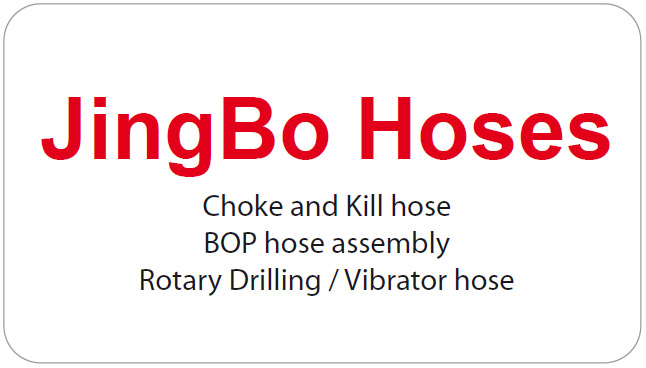 JingBo Hoses
Choke and Kill hose
BOP hose assembly
Rotary Drilling / Vibrator hose